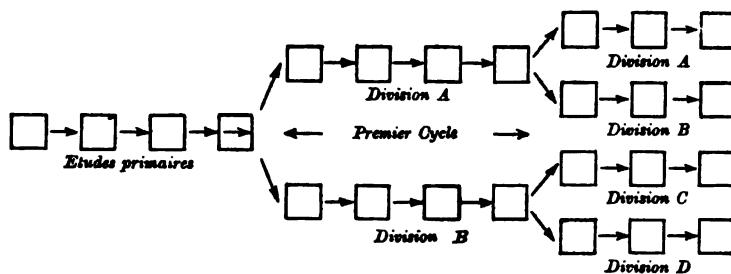 Division A
Division A
Division B
Premier Cycle
Etudes primaires
Division B
Division C
Division D